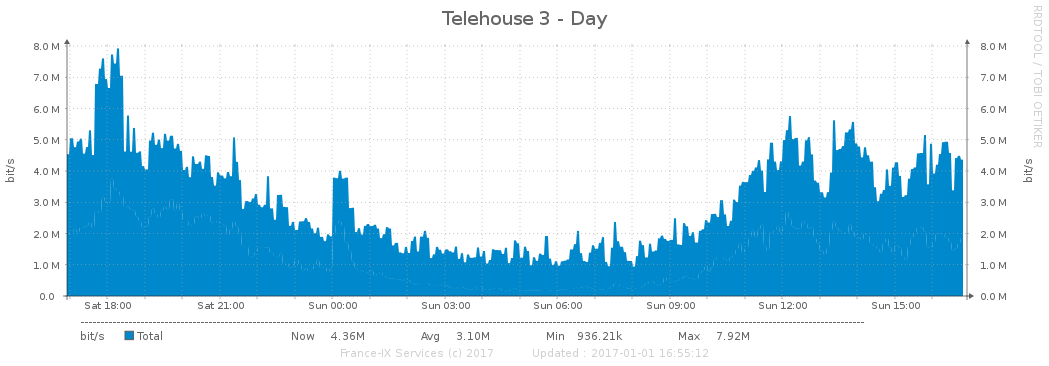 Telehouse 3 - Day
RRDTOOL / TOBI OETIKER
8.0 M 8.0 M
7.0 M 7.0 M
6.0 M 6.0 M
5.0 M 5.0 M
4.0 M 4.0 M
3.0 M 3.0 M
2.0 M 2.0 M
1.0 M 1.0 M
0.0 0.0 M
bit/s bit/s
Sat 18:00 Sat 21:00 Sun 00:00 Sun 03:00 Sun 06:00 Sun 09:00 Sun 12:00 Sun 15:00
bit/s Total Now 4.36M Avg 3.10M Min 936.21k Max 7.92M
France-IX Services (c) 2017 Updated : 2017-01-01 16:55:12